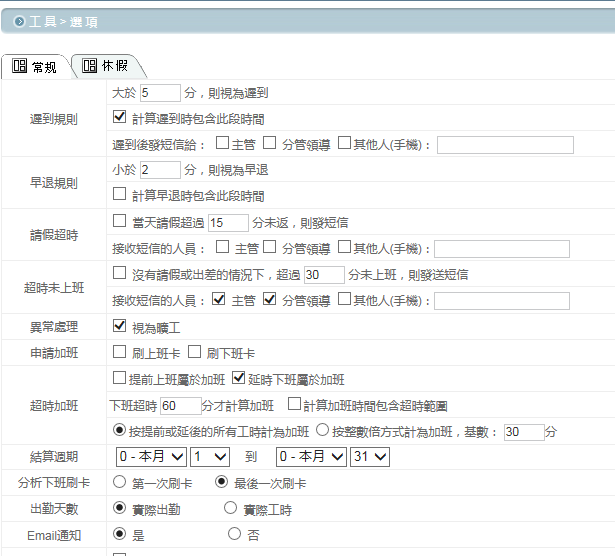 工具> 選項
常规 休假
遲到規則
大於 5 分，則視為遲到
計算遲到時包含此段時間
遲到後發短信給： 主管 分管領導 其他人(手機)：
早退規則
小於 2 分，則視為早退
計算早退時包含此段時間
請假超時
當天請假超過 15 分未返，則發短信
接收短信的人員： 主管 分管領導 其他人(手機)：
超時未上班
沒有請假或出差的情況下，超過 30 分未上班，則發送短信
接收短信的人員： 主管 分管領導 其他人(手機)：
異常處理 視為曠工
申請加班 刷上班卡 刷下班卡
超時加班
提前上班屬於加班 延時下班屬於加班
下班超時 60 分才計算加班 計算加班時間包含超時範圍
按提前或延後的所有工時計為加班 按整數倍方式計為加班，基數： 30 分
結算週期 0 - 本月 1 到 0 - 本月 31
分析下班刷卡 第一次刷卡 最後一次刷卡
出勤天數 實際出勤 實際工時
Email通知 是 否